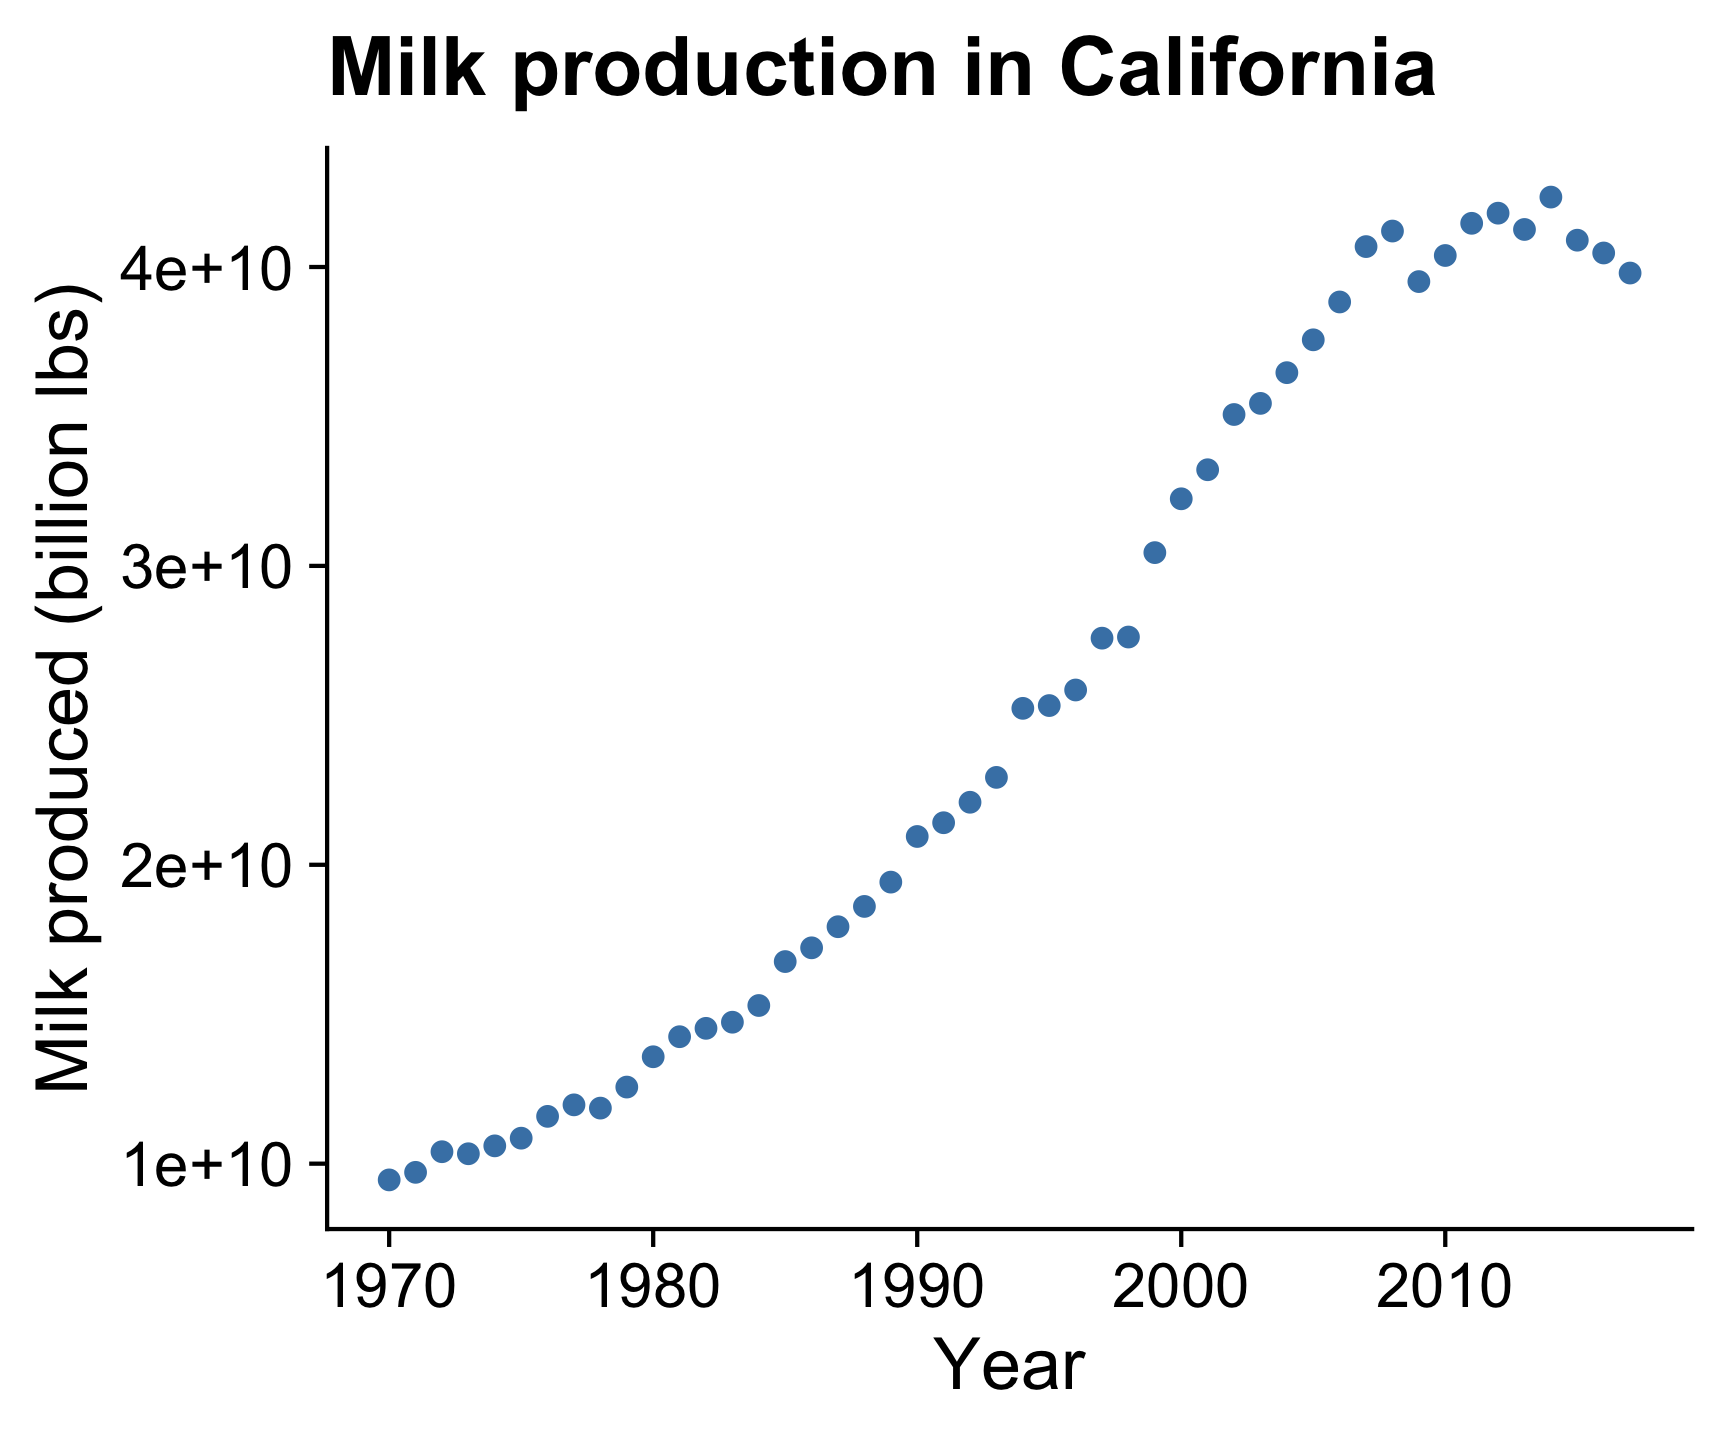 Milk production in California
Milk produced (billion lbs)
4e+10
3e+10
2e+10
1e+10
1970 1980 1990 2000 2010
Year